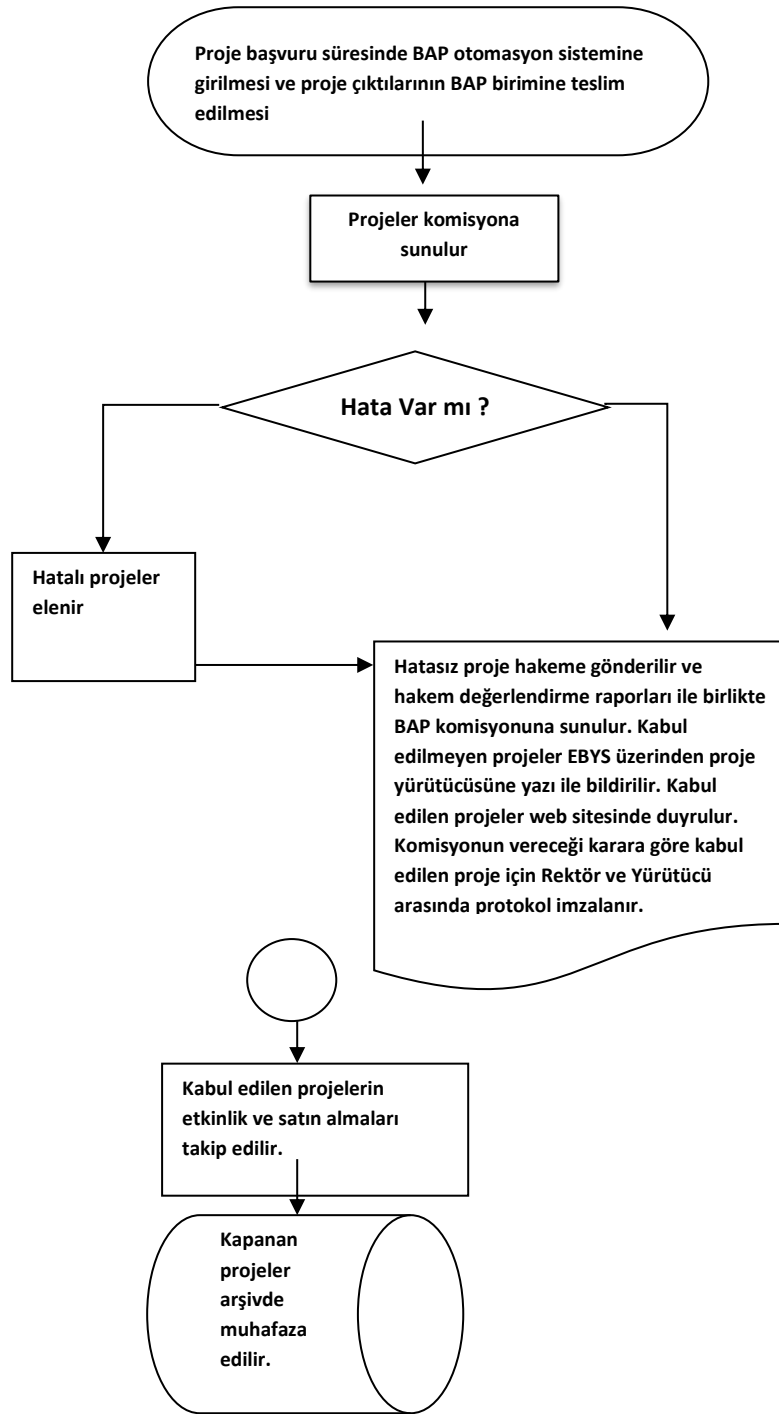 Proje başvuru süresinde BAP otomasyon sistemine
girilmesi ve proje çıktılarının BAP birimine teslim
edilmesi
Projeler komisyona
sunulur
Hata Var mı ?
Hatalı projeler
elenir
Hatasız proje hakeme gönderilir ve
hakem değerlendirme raporları ile birlikte
BAP komisyonuna sunulur. Kabul
edilmeyen projeler EBYS üzerinden proje
yürütücüsüne yazı ile bildirilir. Kabul
edilen projeler web sitesinde duyrulur.
Komisyonun vereceği karara göre kabul
edilen proje için Rektör ve Yürütücü
arasında protokol imzalanır.
Kabul edilen projelerin
etkinlik ve satın almaları
takip edilir.
Kapanan
projeler
arşivde
muhafaza
edilir.